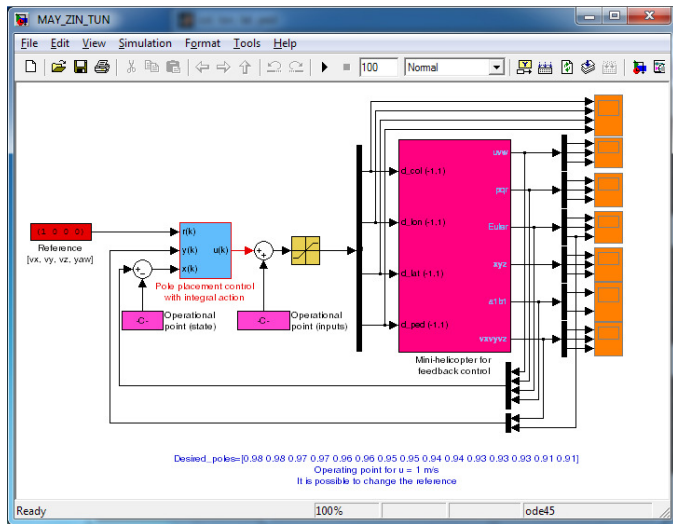 MAY_ZIN_TUN
File Edit View Simulation Format Tools Help
100 Normal
uvw
d_col (-1,1)
pqr
d_lon (-1,1)
(1 0 0 0)
r(k)
Euler
Reference
[vx, vy, vz, yaw]
y(k) u(k)
x(k)
xyz
d_lat (-1,1)
Pole placement control
with integral action
a1b1
-C- Operational
point (state)
-C- Operational
point (inputs)
d_ped (-1,1)
vxvyvz
Mini-helicopter for
feedback control
Desired_poles=[0.98 0.98 0.97 0.97 0.96 0.96 0.95 0.95 0.94 0.94 0.93 0.93 0.93 0.91 0.91]
Operating point for u = 1 m/s
It is possible to change the reference
Ready 100% ode45